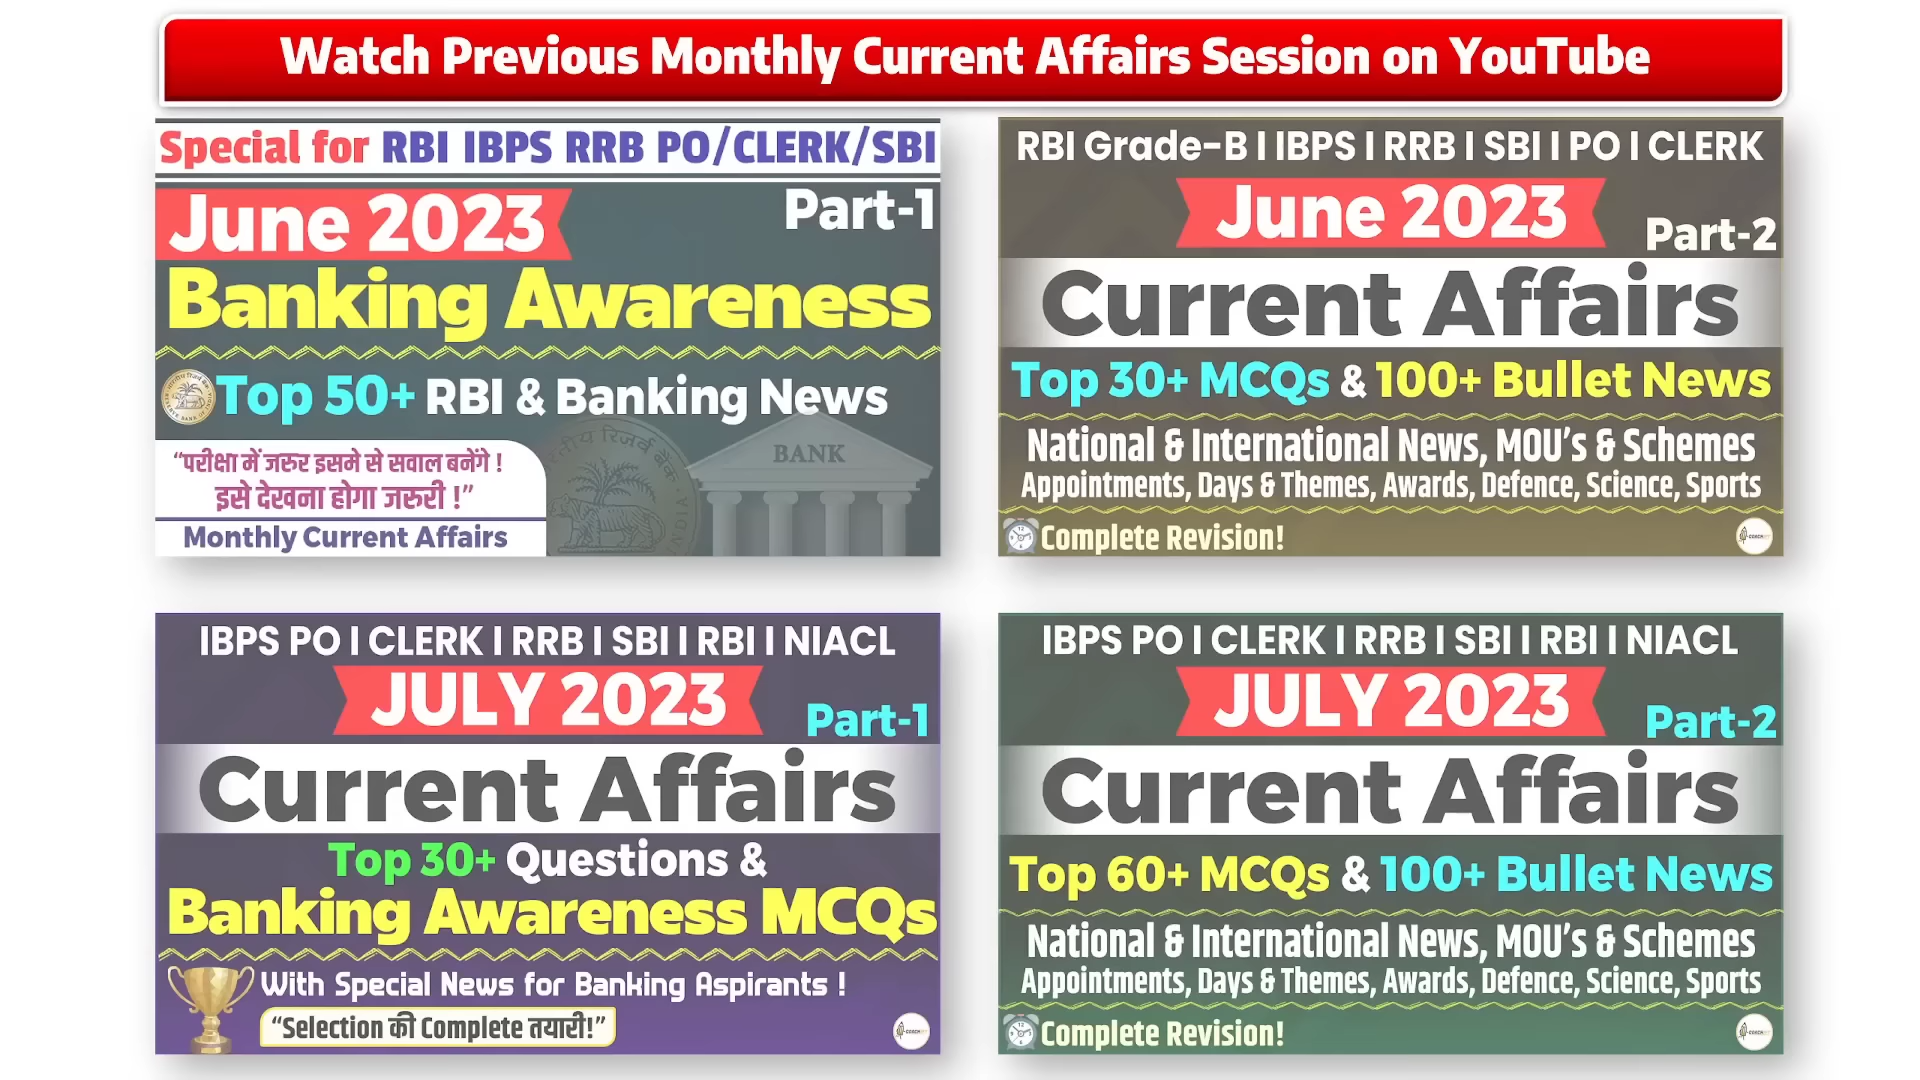 Watch Previous Monthly Current Affairs Session on YouTube
Special for RBI IBPS RRB PO/CLERK/SBI
June 2023
Part-1
Banking Awareness
Top 50+ RBI & Banking News
BANK
“परीक्षा में जरुर इसमे से सवाल बनेंगे !
इसे देखना होगा जरुरी !”
Monthly Current Affairs
RBI Grade-B I IBPS I RRB I SBI I PO I CLERK
June 2023
Part-2
Current Affairs
Top 30+ MCQs & 100+ Bullet News
National & International News, MOU’s & Schemes
Appointments, Days & Themes, Awards, Defence, Science, Sports
Complete Revision!
IBPS PO I CLERK I RRB I SBI I RBI I NIACL
JULY 2023
Part-1
Current Affairs
Top 30+ Questions &
Banking Awareness MCQs
With Special News for Banking Aspirants !
“Selection की Complete तयारी!”
IBPS PO I CLERK I RRB I SBI I RBI I NIACL
JULY 2023
Part-2
Current Affairs
Top 60+ MCQs & 100+ Bullet News
National & International News, MOU’s & Schemes
Appointments, Days & Themes, Awards, Defence, Science, Sports
Complete Revision!